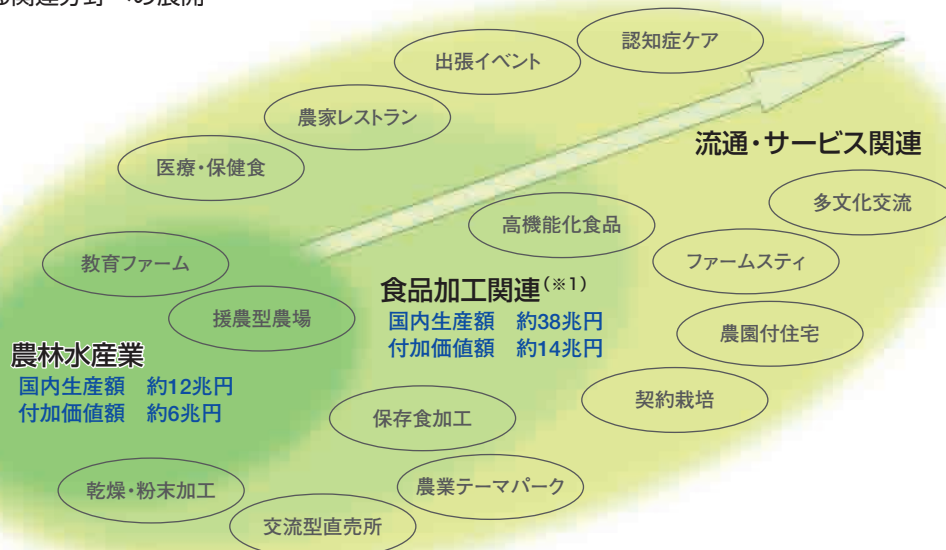 関連分野への展開
認知症ケア
出張イベント
農家レストラン
流通・サービス関連
医療・保健食
多文化交流
高機能化食品
教育ファーム
ファームスティ
食品加工関連(※1)
国内生産額 約38兆円
付加価値額 約14兆円
援農型農場
農園付住宅
農林水産業
国内生産額 約12兆円
付加価値額 約6兆円
契約栽培
保存食加工
農業テーマパーク
乾燥・粉末加工
交流型直売所